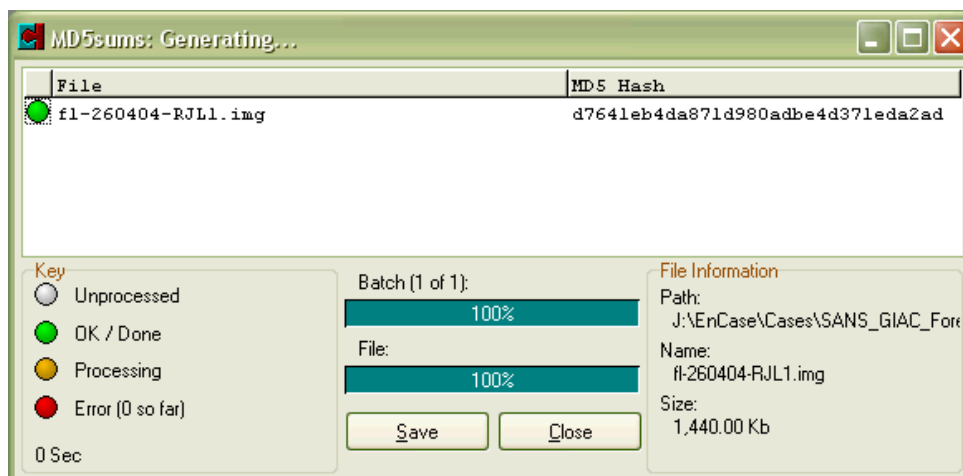 MD5sums: Generating...
File MD5 Hash
fl-260404-RJL1.img d7641eb4da871d980adbe4d371eda2ad
Key
Unprocessed
OK / Done
Processing
Error (0 so far)
0 Sec
Batch (1 of 1):
100%
File:
100%
Save Close
File Information
Path:
J:\EnCase\Cases\SANS_GIAC_Fore
Name:
fl-260404-RJL1.img
Size:
1,440.00 Kb